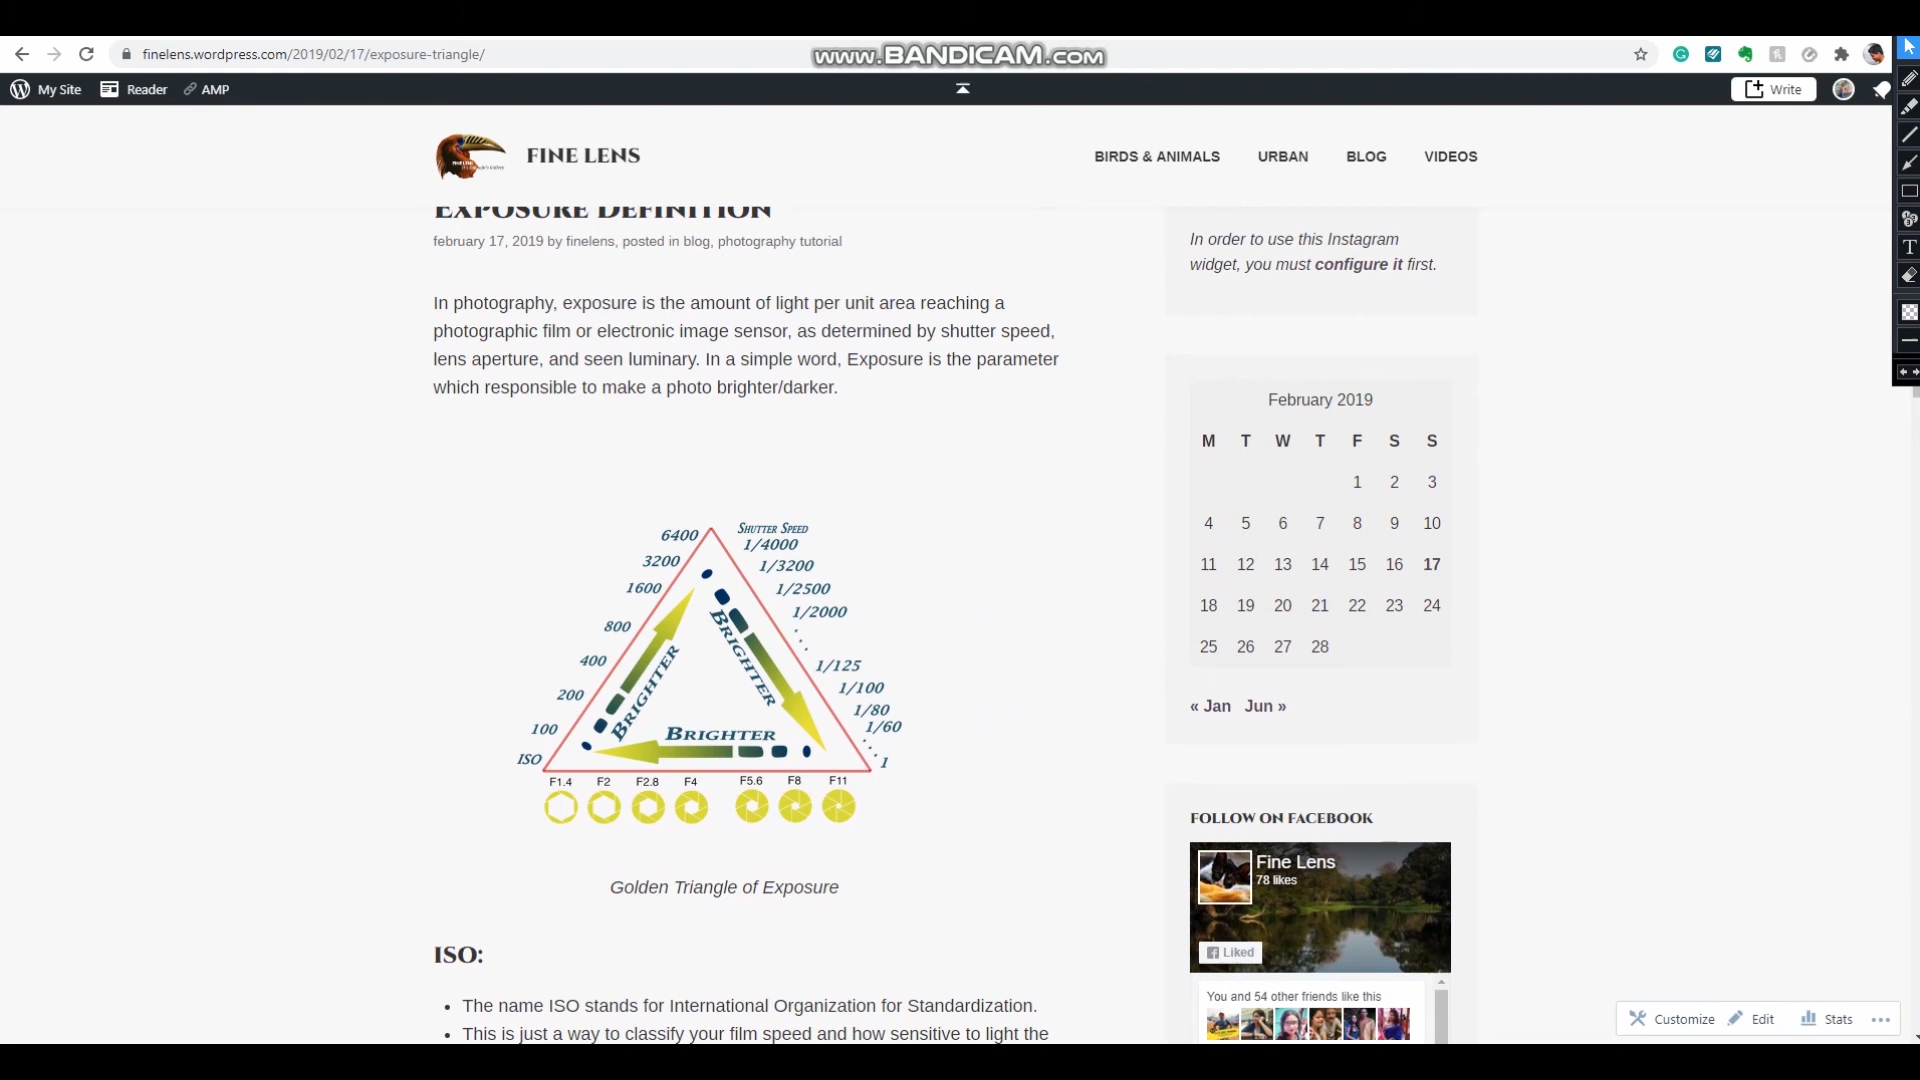 finelens.wordpress.com/2019/02/17/exposure-triangle/
www.BANDICAM.com
My Site
Reader
AMP
Write
FINE LENS
BIRDS & ANIMALS
URBAN
BLOG
VIDEOS
EXPOSURE DEFINITION
february 17, 2019 by finelens, posted in blog, photography tutorial
In photography, exposure is the amount of light per unit area reaching a
photographic film or electronic image sensor, as determined by shutter speed,
lens aperture, and seen luminary. In a simple word, Exposure is the parameter
which responsible to make a photo brighter/darker.
6400
3200
1600
800
400
200
100
ISO
SHUTTER SPEED
1/4000
1/3200
1/2500
1/2000
1/125
1/100
1/80
1/60
1
BRIGHTER
BRIGHTER
BRIGHTER
F1.4 F2 F2.8 F4 F5.6 F8 F11
Golden Triangle of Exposure
ISO:
• The name ISO stands for International Organization for Standardization.
• This is just a way to classify your film speed and how sensitive to light the
In order to use this Instagram
widget, you must configure it first.
February 2019
M T W T F S S
1 2 3
4 5 6 7 8 9 10
11 12 13 14 15 16 17
18 19 20 21 22 23 24
25 26 27 28
« Jan Jun »
FOLLOW ON FACEBOOK
Fine Lens
78 likes
Liked
You and 54 other friends like this
Customize
Edit
Stats
T